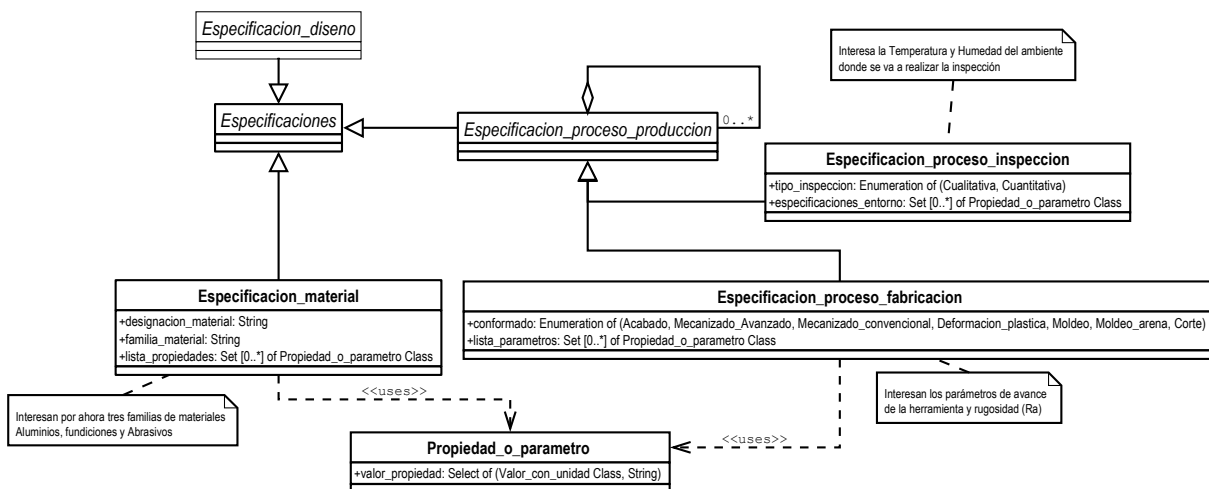 Especificacion_diseno
Interesa la Temperatura y Humedad del ambiente
donde se va a realizar la inspección
Especificaciones
Especificacion_proceso_produccion
0..*
Especificacion_proceso_inspeccion
+tipo_inspeccion: Enumeration of (Cualitativa, Cuantitativa)
+especificaciones_entorno: Set [0..*] of Propiedad_o_parametro Class
Especificacion_material
+designacion_material: String
+familia_material: String
+lista_propiedades: Set [0..*] of Propiedad_o_parametro Class
Especificacion_proceso_fabricacion
+conformado: Enumeration of (Acabado, Mecanizado_Avanzado, Mecanizado_convencional, Deformacion_plastica, Moldeo, Moldeo_arena, Corte)
+lista_parametros: Set [0..*] of Propiedad_o_parametro Class
<<uses>>
Interesan por ahora tres familias de materiales
Aluminios, fundiciones y Abrasivos
Interesan los parámetros de avance
de la herramienta y rugosidad (Ra)
<<uses>>
Propiedad_o_parametro
+valor_propiedad: Select of (Valor_con_unidad Class, String)